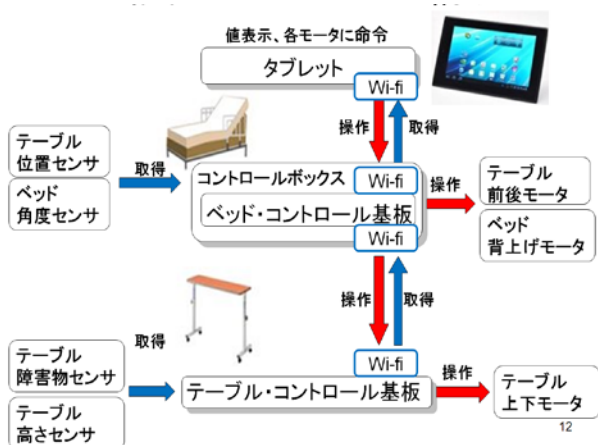 値表示、各モータに命令
タブレット
Wi-fi
操作
取得
テーブル
位置センサ
ベッド
角度センサ
取得
コントロールボックス
Wi-fi
ベッド・コントロール基板
Wi-fi
操作
テーブル
前後モータ
ベッド
背上げモータ
操作
取得
テーブル
障害物センサ
テーブル
高さセンサ
取得
Wi-fi
テーブル・コントロール基板
操作
テーブル
上下モータ
12